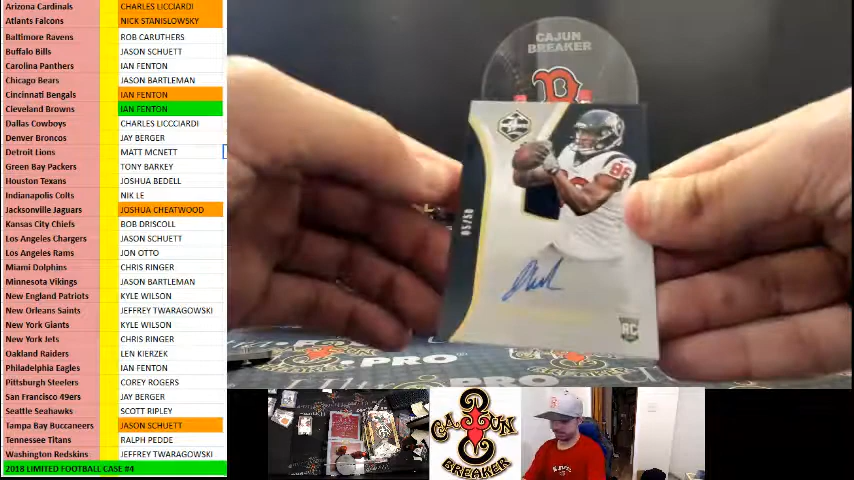 Arizona Cardinals CHARLES LICCIARDI
Atlants Falcons NICK STANISLOWSKY
Baltimore Ravens ROB CARUTHERS
Buffalo Bills JASON SCHUETT
Carolina Panthers IAN FENTON
Chicago Bears JASON BARTLEMAN
Cincinnati Bengals IAN FENTON
Cleveland Browns IAN FENTON
Dallas Cowboys CHARLES LICCCIARDI
Denver Broncos JAY BERGER
Detroit Lions MATT MCNETT
Green Bay Packers TONY BARKEY
Houston Texans JOSHUA BEDELL
Indianapolis Colts NIK LE
Jacksonville Jaguars JOSHUA CHEATWOOD
Kansas City Chiefs BOB DRISCOLL
Los Angeles Chargers JASON SCHUETT
Los Angeles Rams JON OTTO
Miami Dolphins CHRIS RINGER
Minnesota Vikings JASON BARTLEMAN
New England Patriots KYLE WILSON
New Orleans Saints JEFFREY TWARAGOWSKI
New York Giants KYLE WILSON
New York Jets CHRIS RINGER
Oakland Raiders LEN KIERZEK
Philadelphia Eagles IAN FENTON
Pittsburgh Steelers COREY ROGERS
San Francisco 49ers JAY BERGER
Seattle Seahawks SCOTT RIPLEY
Tampa Bay Buccaneers JASON SCHUETT
Tennessee Titans RALPH PEDDE
Washington Redskins JEFFREY TWARAGOWSKI
2018 LIMITED FOOTBALL CASE #4
CAJUN
BREAKER
86
05/50
RC
PRO
CAJUN
BREAKER